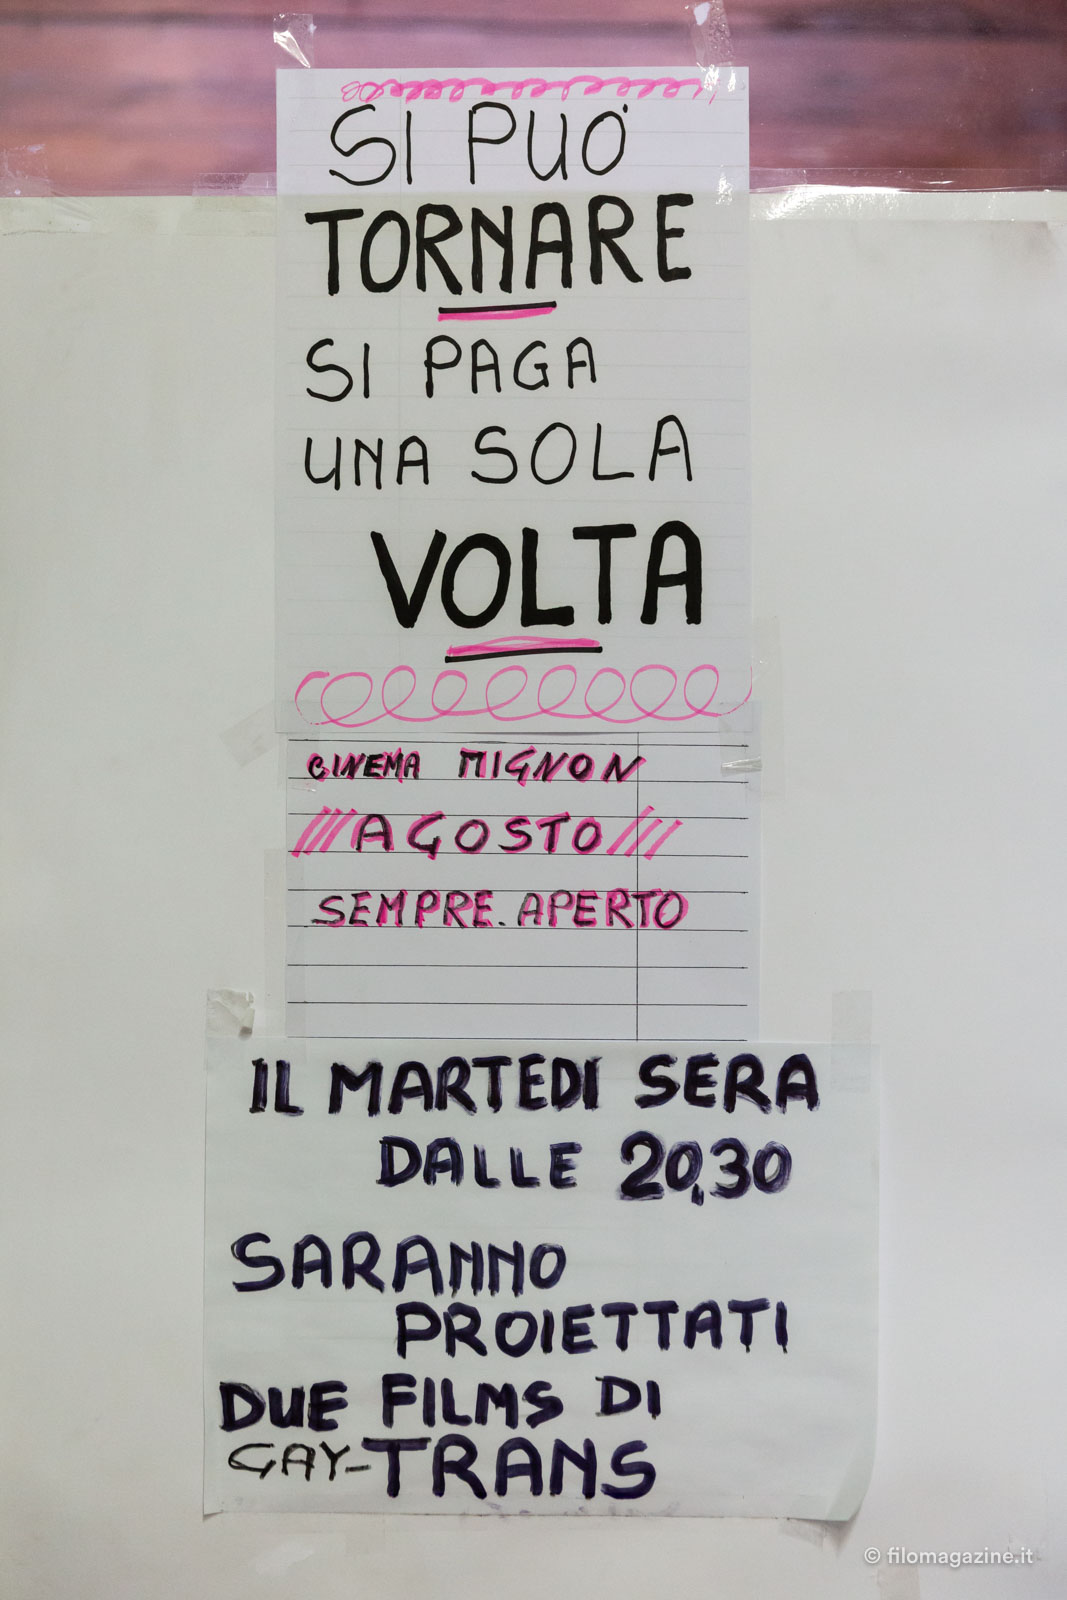 SI PUÒ
TORNARE
SI PAGA
UNA SOLA
VOLTA
CINEMA MIGNON
///AGOSTO///
SEMPRE. APERTO
IL MARTEDI SERA
DALLE 20,30
SARANNO
PROIETTATI
DUE FILMS DI
GAY-TRANS
© filomagazine.it